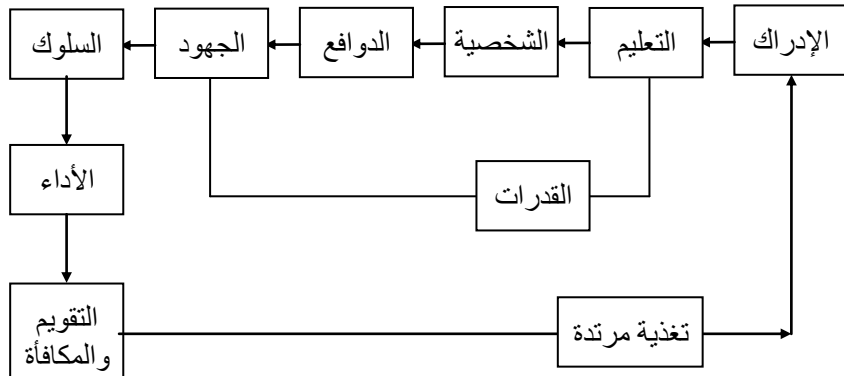 الإدراك
التعليم
الشخصية
الدوافع
الجهود
السلوك
الأداء
القدرات
التقويم
والمكافأة
تغذية مرتدة